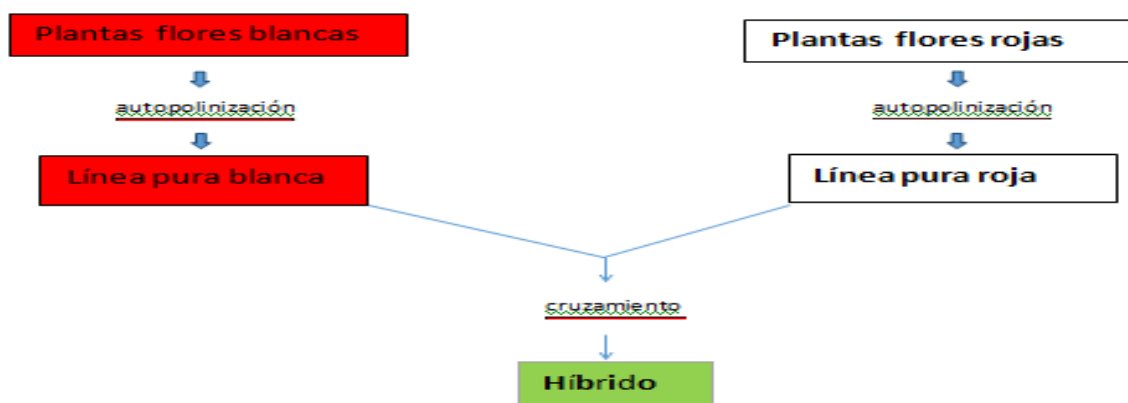 Plantas flores blancas
autopolinización
Línea pura blanca
Plantas flores rojas
autopolinización
Línea pura roja
cruzamiento
Híbrido